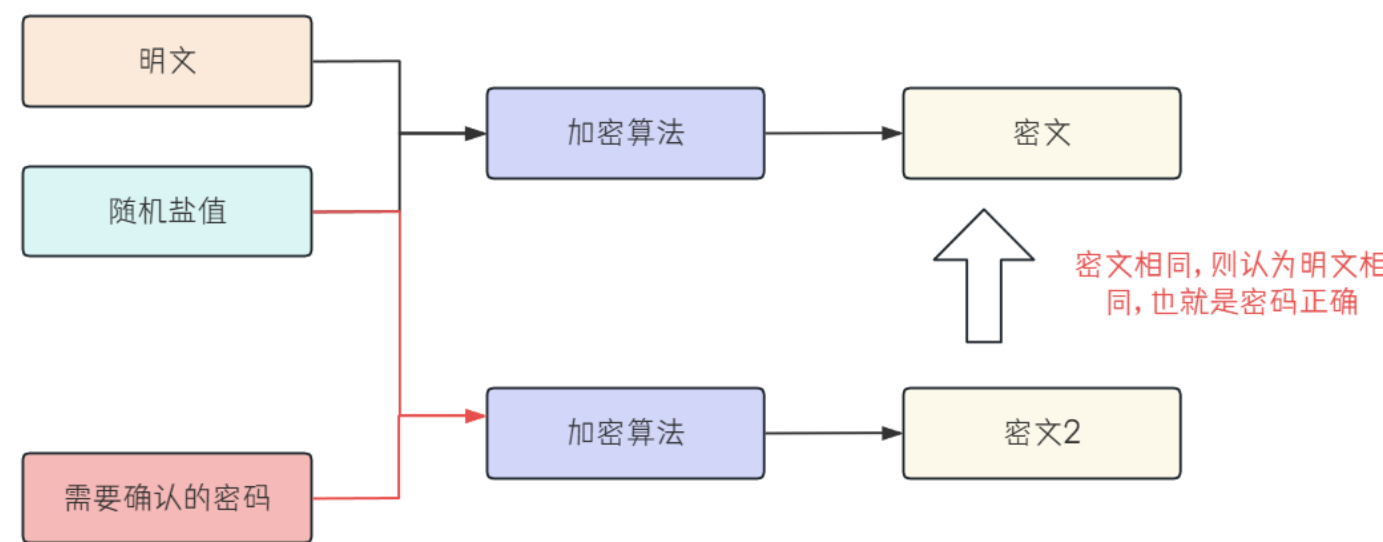 明文
加密算法
密文
随机盐值
密文相同,则认为明文相
同,也就是密码正确
加密算法
密文2
需要确认的密码